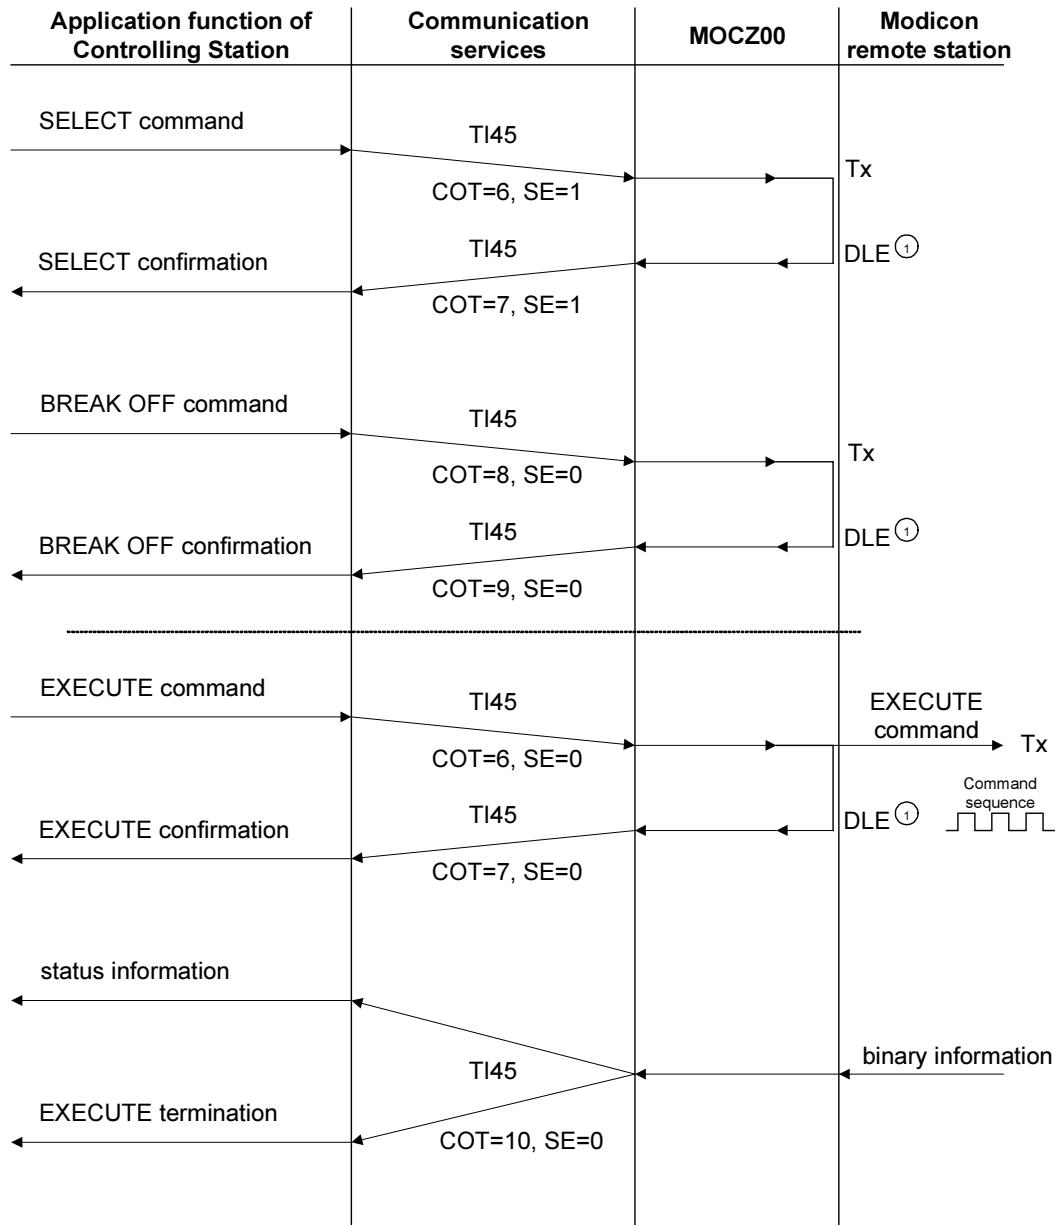 Application function of
Controlling Station
Communication
services
MOCZ00
Modicon
remote station
SELECT command
TI45
COT=6, SE=1
Tx
SELECT confirmation
TI45
COT=7, SE=1
DLE 1
BREAK OFF command
TI45
COT=8, SE=0
Tx
BREAK OFF confirmation
TI45
COT=9, SE=0
DLE 1
EXECUTE command
TI45
COT=6, SE=0
EXECUTE
command
Tx
EXECUTE confirmation
TI45
COT=7, SE=0
DLE 1
Command
sequence
status information
binary information
TI45
EXECUTE termination
COT=10, SE=0